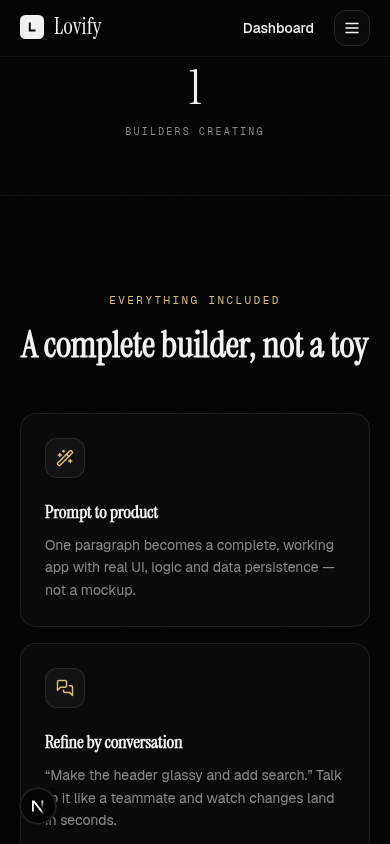 L Lovify Dashboard
1
BUILDERS CREATING
EVERYTHING INCLUDED
A complete builder, not a toy
Prompt to product
One paragraph becomes a complete, working
app with real UI, logic and data persistence —
not a mockup.
Refine by conversation
“Make the header glassy and add search.” Talk
it like a teammate and watch changes land
in seconds.
N